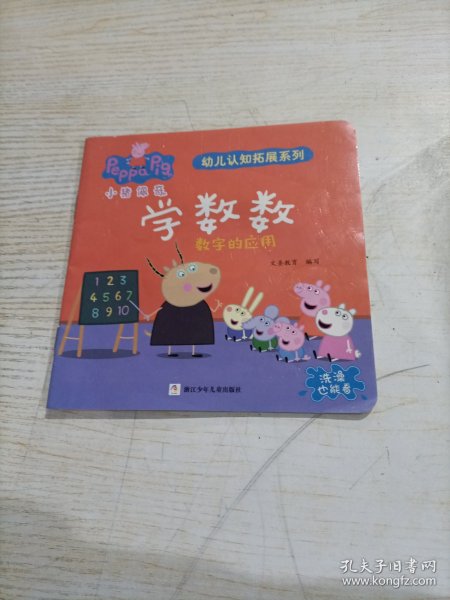 Peppa Pig
小猪佩奇
幼儿认知拓展系列
学数数
数字的应用
文圣教育 编写
1 2 3
4 5 6 7
8 9 10
洗澡
也能看
浙江少年儿童出版社
孔夫子旧书网
www.kongfz.com